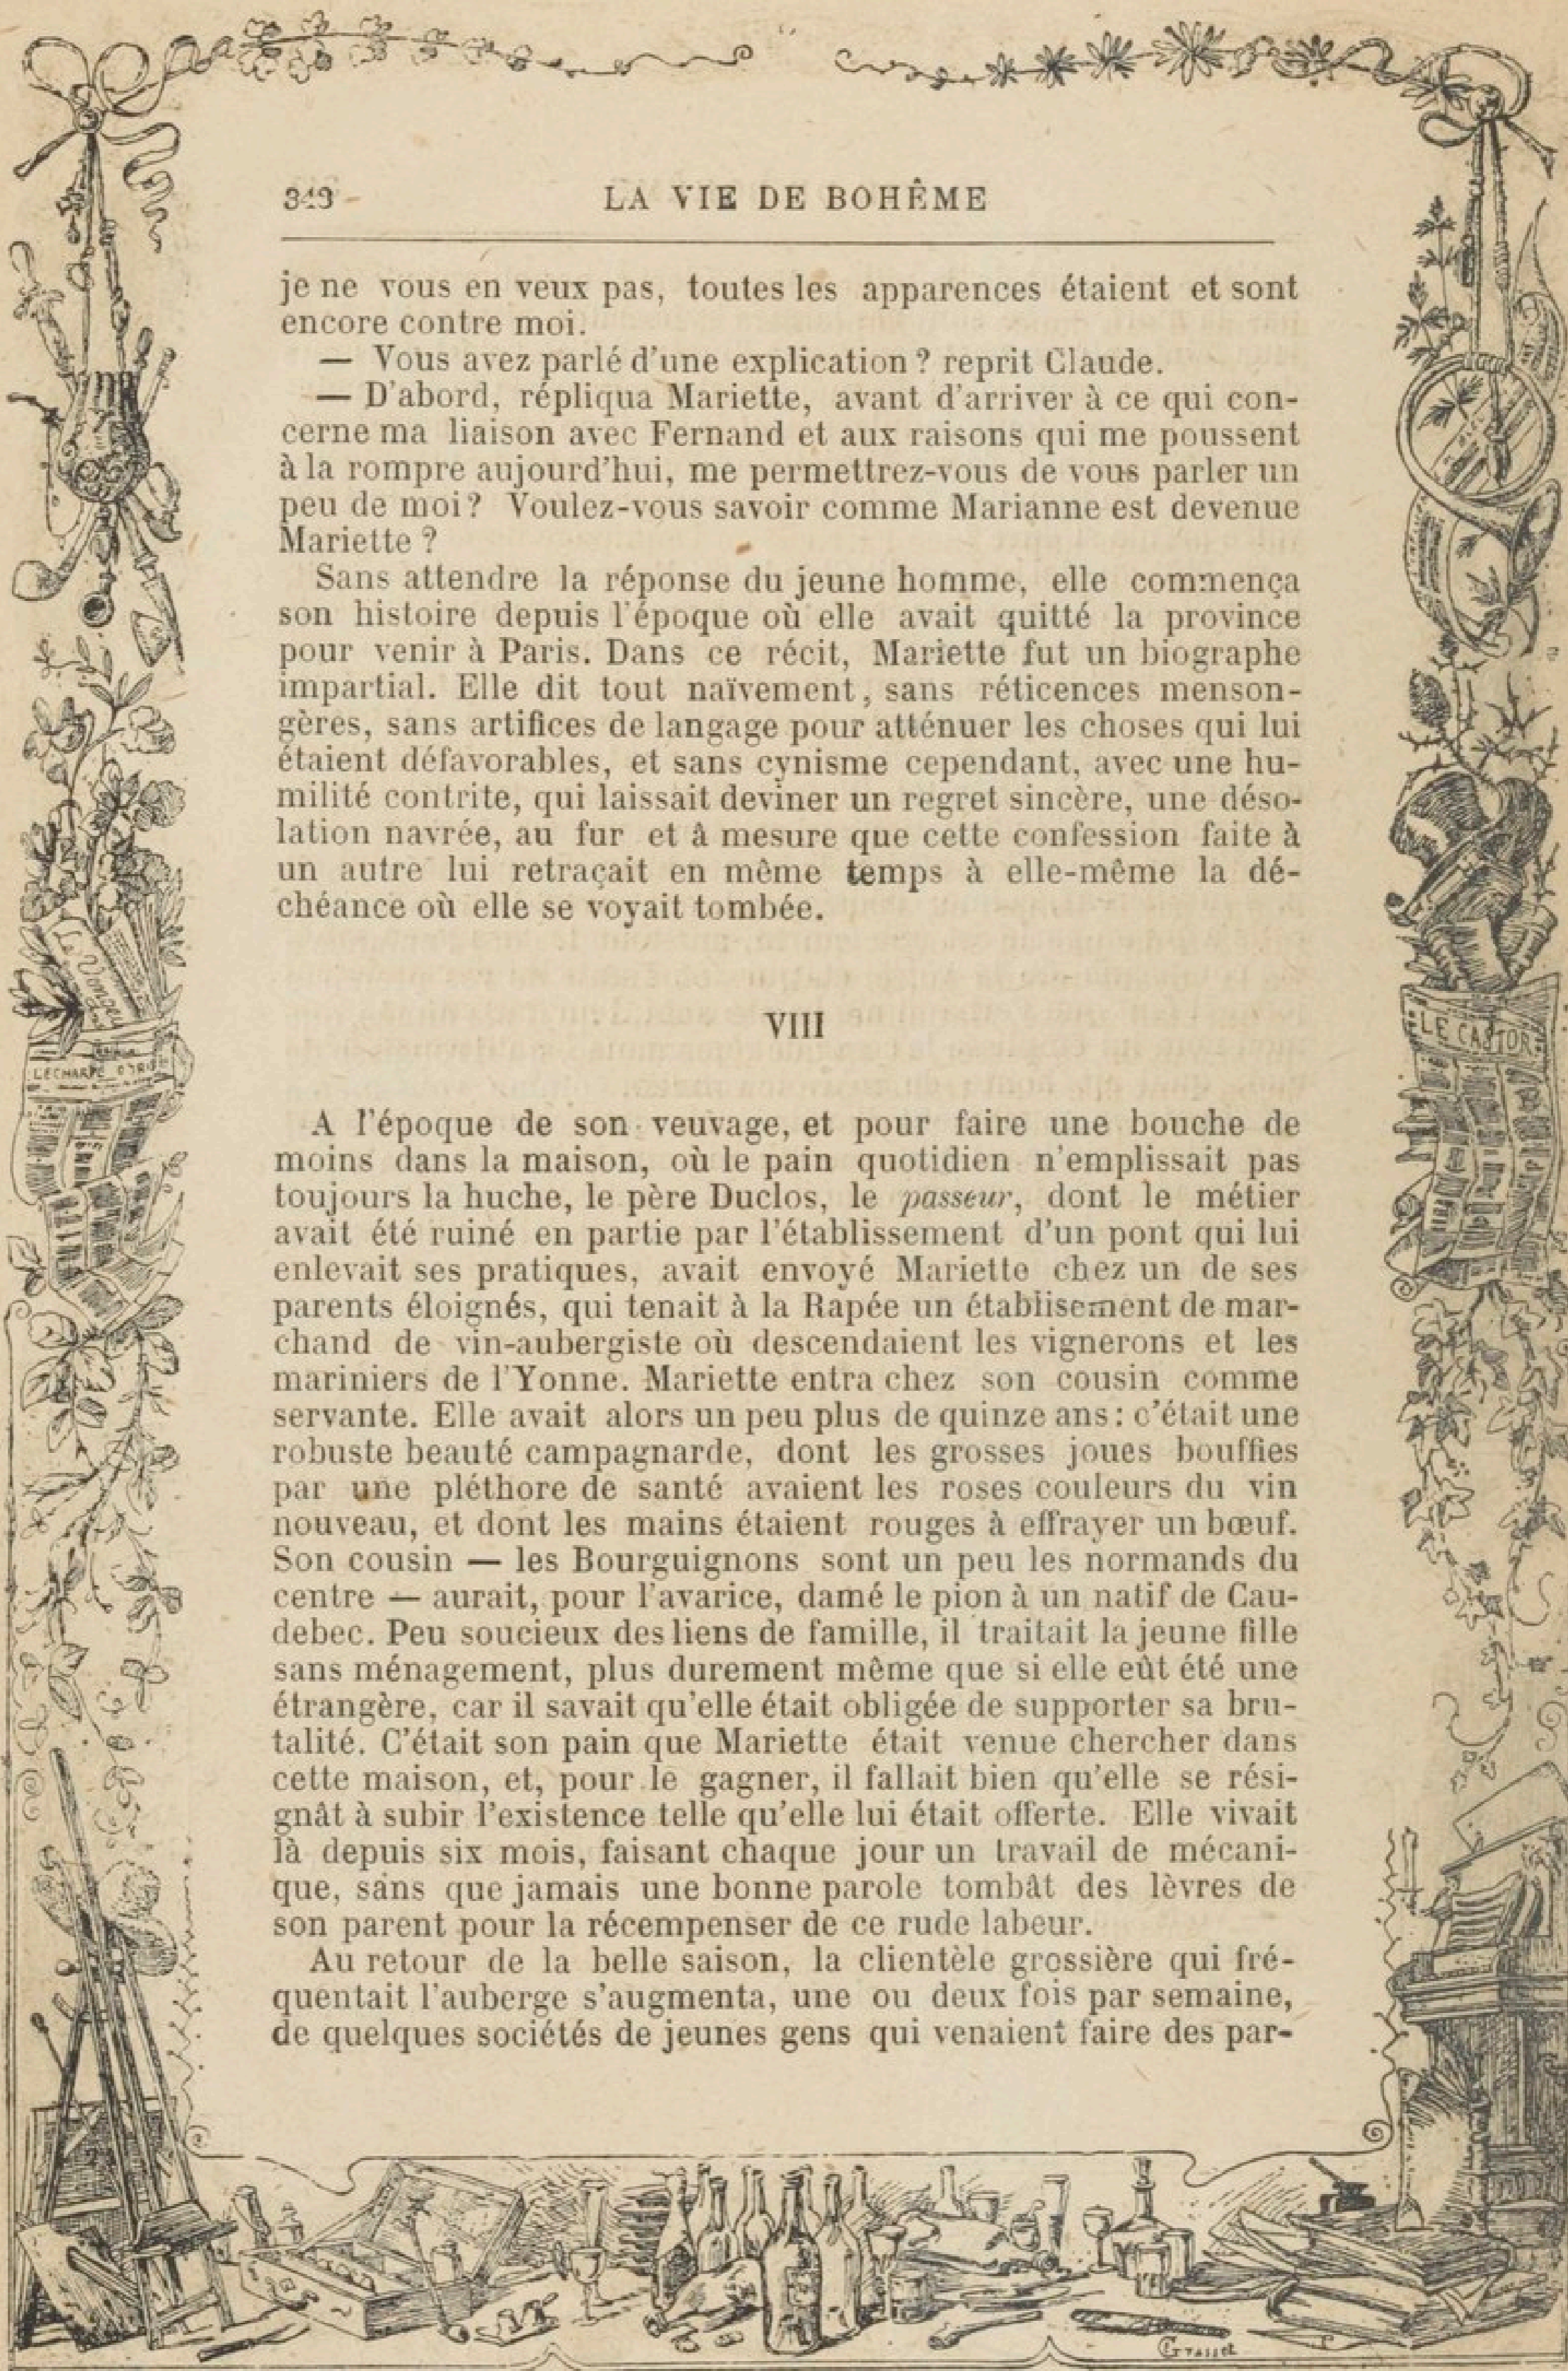 LA VIE DE BOHÊME
je ne vous en veux pas, toutes les apparences étaient et sont
encore contre moi.
— Vous avez parlé d'une explication ? reprit Claude.
— D'abord, répliqua Mariette, avant d'arriver à ce qui con-
cerne ma liaison avec Fernand et aux raisons qui me poussent
à la rompre aujourd'hui, me permettrez-vous de vous parler un
peu de moi ? Voulez-vous savoir comme Marianne est devenue
Mariette ?
Sans attendre la réponse du jeune homme, elle commença
son histoire depuis l'époque où elle avait quitté la province
pour venir à Paris. Dans ce récit, Mariette fut un biographe
impartial. Elle dit tout naïvement, sans réticences menson-
gères, sans artifices de langage pour atténuer les choses qui lui
étaient défavorables, et sans cynisme cependant, avec une hu-
milité contrite, qui laissait deviner un regret sincère, une déso-
lation navrée, au fur et à mesure que cette confession faite à
un autre lui retraçait en même temps à elle-même la dé-
chéance où elle se voyait tombée.
VIII
A l'époque de son veuvage, et pour faire une bouche de
moins dans la maison, où le pain quotidien n'emplissait pas
toujours la huche, le père Duclos, le passeur, dont le métier
avait été ruiné en partie par l'établissement d'un pont qui lui
enlevait ses pratiques, avait envoyé Mariette chez un de ses
parents éloignés, qui tenait à la Rapée un établisement de mar-
chand de vin-aubergiste où descendaient les vignerons et les
mariniers de l'Yonne. Mariette entra chez son cousin comme
servante. Elle avait alors un peu plus de quinze ans : c'était une
robuste beauté campagnarde, dont les grosses joues bouffies
par une pléthore de santé avaient les roses couleurs du vin
nouveau, et dont les mains étaient rouges à effrayer un bœuf.
Son cousin — les Bourguignons sont un peu les normands du
centre — aurait, pour l'avarice, damé le pion à un natif de Cau-
debec. Peu soucieux des liens de famille, il traitait la jeune fille
sans ménagement, plus durement même que si elle eût été une
étrangère, car il savait qu'elle était obligée de supporter sa bru-
talité. C'était son pain que Mariette était venue chercher dans
cette maison, et, pour le gagner, il fallait bien qu'elle se rési-
gnât à subir l'existence telle qu'elle lui était offerte. Elle vivait
là depuis six mois, faisant chaque jour un travail de mécani-
que, sans que jamais une bonne parole tombât des lèvres de
son parent pour la récempenser de ce rude labeur.
Au retour de la belle saison, la clientèle grossière qui fré-
quentait l'auberge s'augmenta, une ou deux fois par semaine,
de quelques sociétés de jeunes gens qui venaient faire des par-
LE CASTOR
Grasset